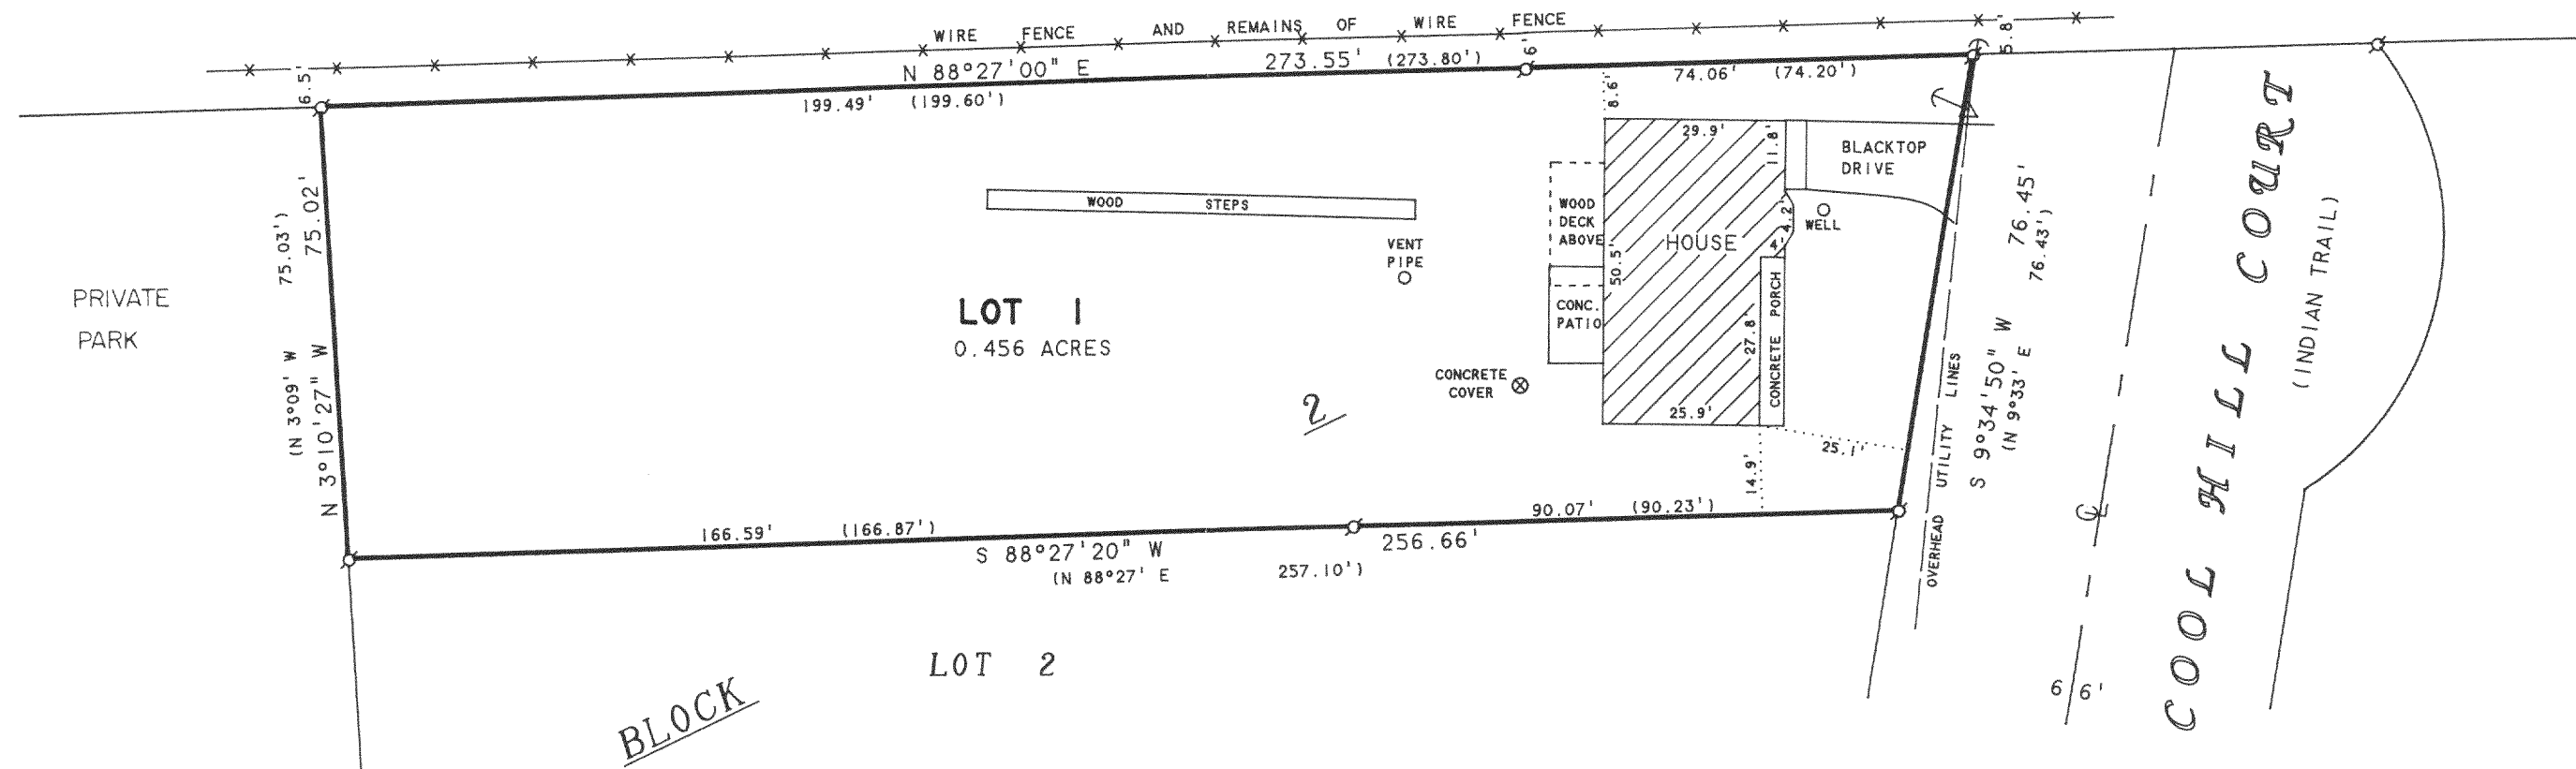 WIRE FENCE AND REMAINS OF WIRE FENCE
N 88°27'00" E 273.55' (273.80')
199.49' (199.60')
74.06' (74.20')
6.5'
6'
5.8'
8.6'
29.9'
11.8'
BLACKTOP
DRIVE
WOOD STEPS
WOOD
DECK
ABOVE
HOUSE
4.2'
4'
WELL
50.5'
VENT
PIPE
CONC.
PATIO
27.8'
CONCRETE PORCH
25.9'
CONCRETE
COVER
25.1'
14.9'
LOT 1
0.456 ACRES
2
PRIVATE
PARK
75.03')
75.02'
(N 3°09' W
N 3°10'27" W
166.59' (166.87')
90.07' (90.23')
S 88°27'20" W 256.66'
(N 88°27' E 257.10')
OVERHEAD UTILITY LINES
S 9°34'50" W 76.45'
(N 9°33' E 76.43')
COOL HILL COURT
(INDIAN TRAIL)
CL
66'
LOT 2
BLOCK